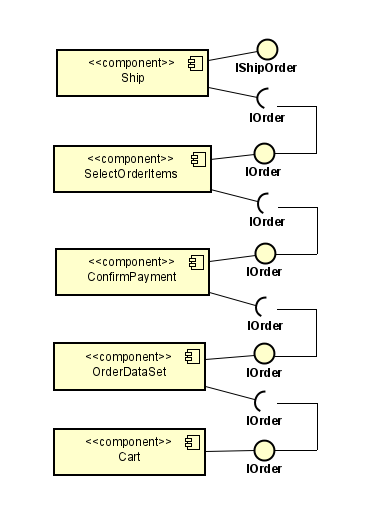 <<component>>
Ship
IShipOrder
IOrder
<<component>>
SelectOrderItems
IOrder
IOrder
<<component>>
ConfirmPayment
IOrder
IOrder
<<component>>
OrderDataSet
IOrder
IOrder
<<component>>
Cart
IOrder